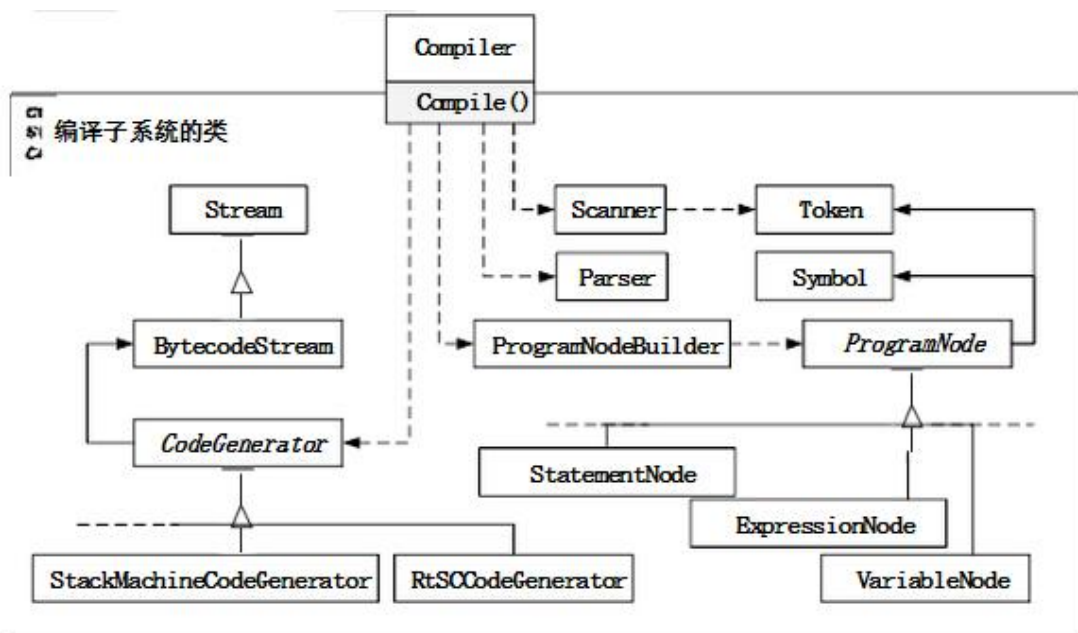 Compiler
Compile()
编译子系统的类
Stream
Scanner
Token
Parser
Symbol
BytecodeStream
ProgramNodeBuilder
ProgramNode
CodeGenerator
StatementNode
ExpressionNode
StackMachineCodeGenerator
RtSCCodeGenerator
VariableNode